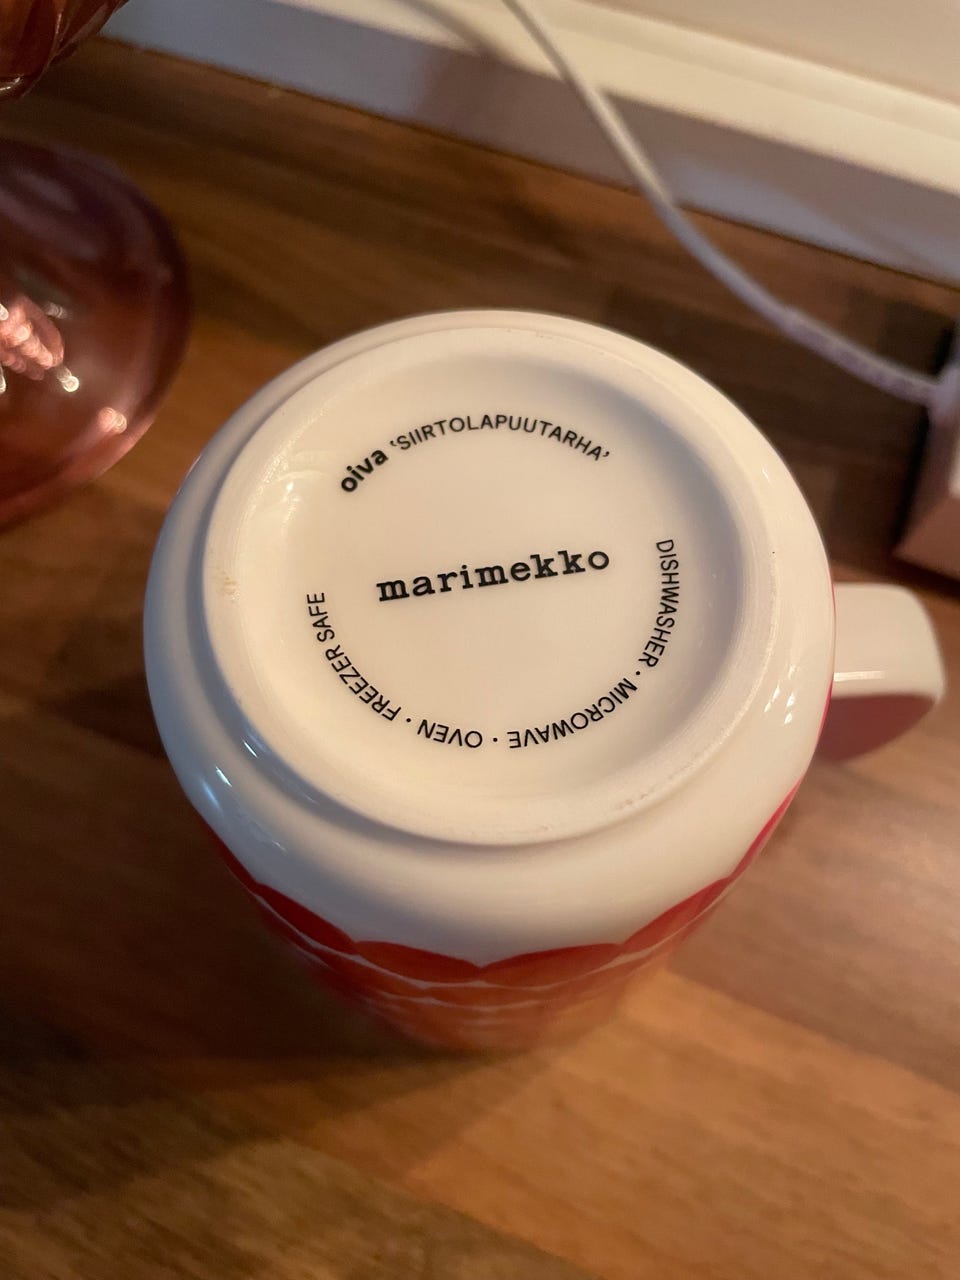 oiva ‘SIIRTOLAPUUTARHA’
marimekko
DISHWASHER · MICROWAVE · OVEN · FREEZER SAFE